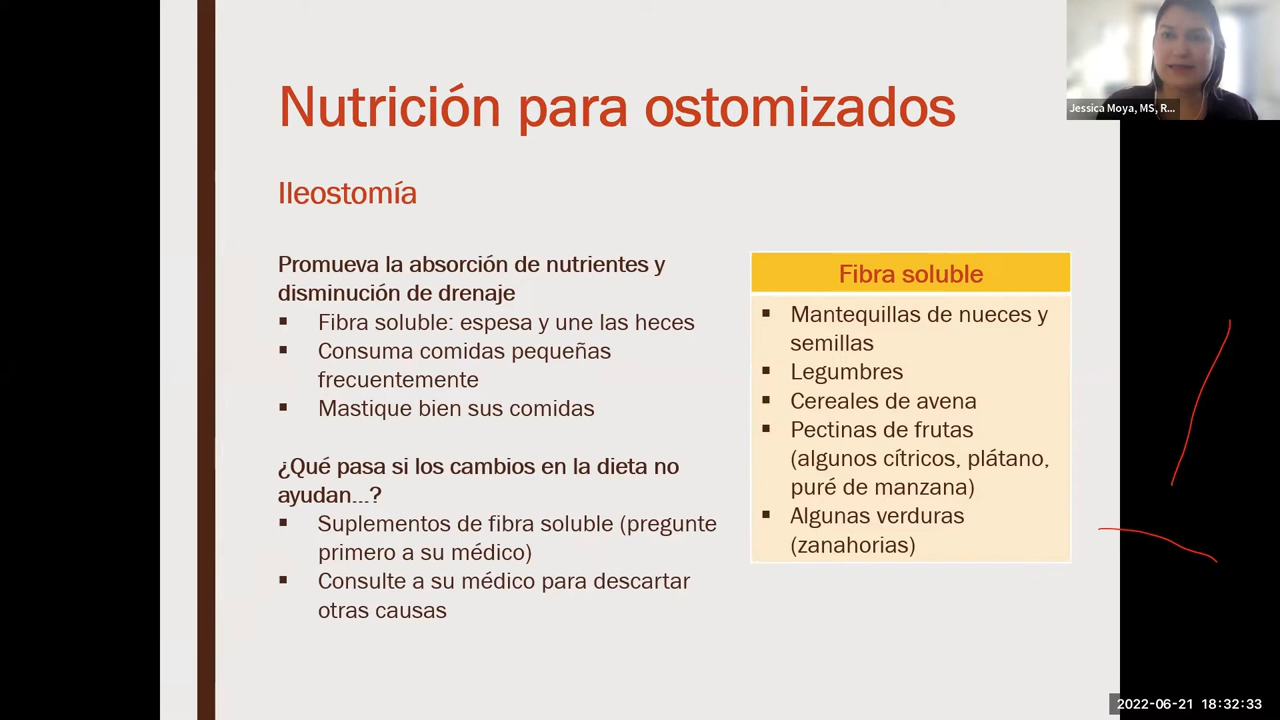 Nutrición para ostomizados
Jessica Moya, MS, R...
Ileostomía
Promueva la absorción de nutrientes y
disminución de drenaje
▪ Fibra soluble: espesa y une las heces
▪ Consuma comidas pequeñas
frecuentemente
▪ Mastique bien sus comidas
¿Qué pasa si los cambios en la dieta no
ayudan...?
▪ Suplementos de fibra soluble (pregunte
primero a su médico)
▪ Consulte a su médico para descartar
otras causas
Fibra soluble
▪ Mantequillas de nueces y
semillas
▪ Legumbres
▪ Cereales de avena
▪ Pectinas de frutas
(algunos cítricos, plátano,
puré de manzana)
▪ Algunas verduras
(zanahorias)
2022-06-21 18:32:33